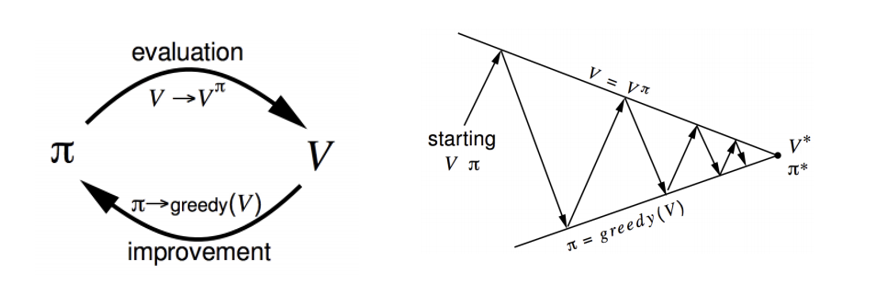 evaluation
V → V^π
π
V
π→greedy(V)
improvement
V = V^π
starting
V π
V*
π*
π = greedy(V)